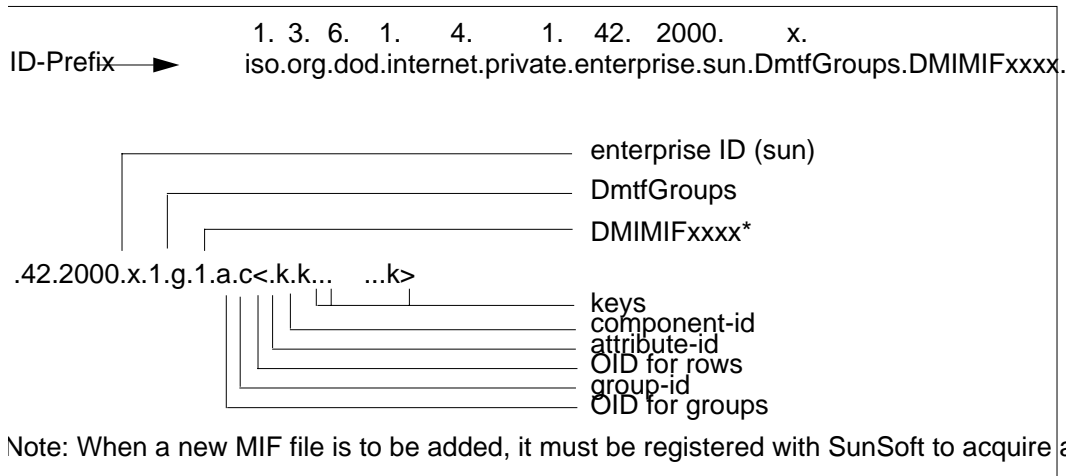 1. 3. 6. 1. 4. 1. 42. 2000. x.
ID-Prefix iso.org.dod.internet.private.enterprise.sun.DmtfGroups.DMIMIFxxxx.
enterprise ID (sun)
DmtfGroups
DMIMIFxxxx*
.42.2000.x.1.g.1.a.c<.k.k... ...k>
keys
component-id
attribute-id
OID for rows
group-id
OID for groups
Note: When a new MIF file is to be added, it must be registered with SunSoft to acquire a